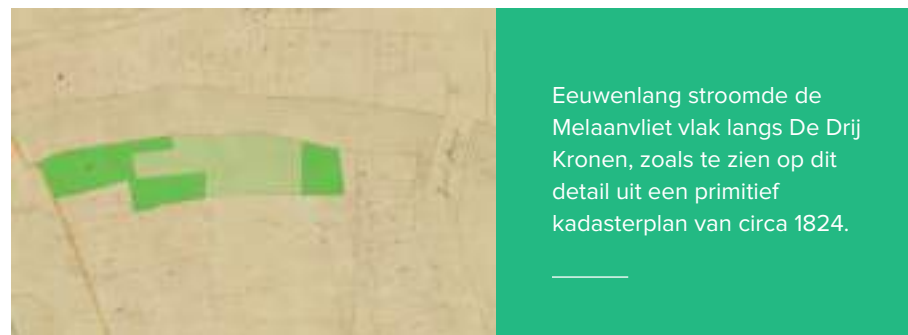 Eeuwenlang stroomde de
Melaanvliet vlak langs De Drij
Kronen, zoals te zien op dit
detail uit een primitief
kadasterplan van circa 1824.